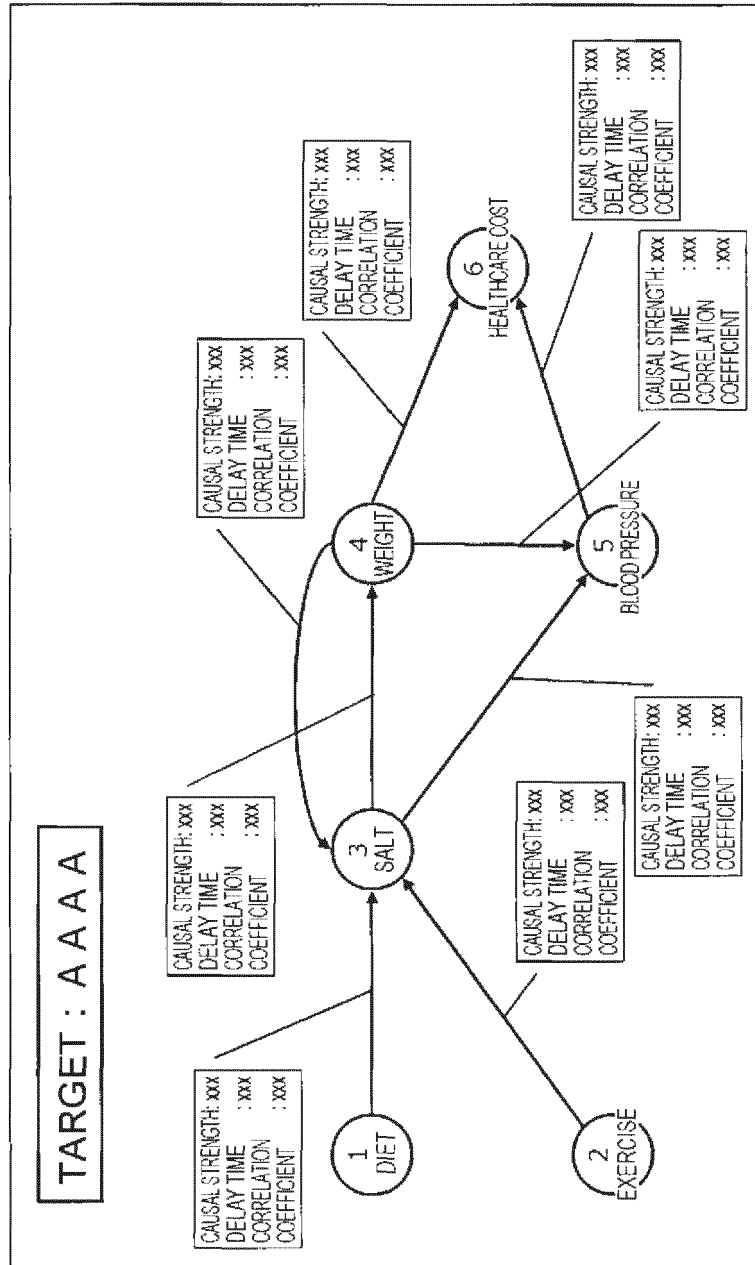 TARGET : A A A A
CAUSAL STRENGTH: xxx
DELAY TIME : xxx
CORRELATION : xxx
COEFFICIENT
CAUSAL STRENGTH: xxx
DELAY TIME : xxx
CORRELATION : xxx
COEFFICIENT
CAUSAL STRENGTH: xxx
DELAY TIME : xxx
CORRELATION : xxx
COEFFICIENT
CAUSAL STRENGTH: xxx
DELAY TIME : xxx
CORRELATION : xxx
COEFFICIENT
1
DIET
3
SALT
4
WEIGHT
6
HEALTHCARE COST
2
EXERCISE
5
BLOOD PRESSURE
CAUSAL STRENGTH: xxx
DELAY TIME : xxx
CORRELATION : xxx
COEFFICIENT
CAUSAL STRENGTH: xxx
DELAY TIME : xxx
CORRELATION : xxx
COEFFICIENT
CAUSAL STRENGTH: xxx
DELAY TIME : xxx
CORRELATION : xxx
COEFFICIENT
CAUSAL STRENGTH: xxx
DELAY TIME : xxx
CORRELATION : xxx
COEFFICIENT